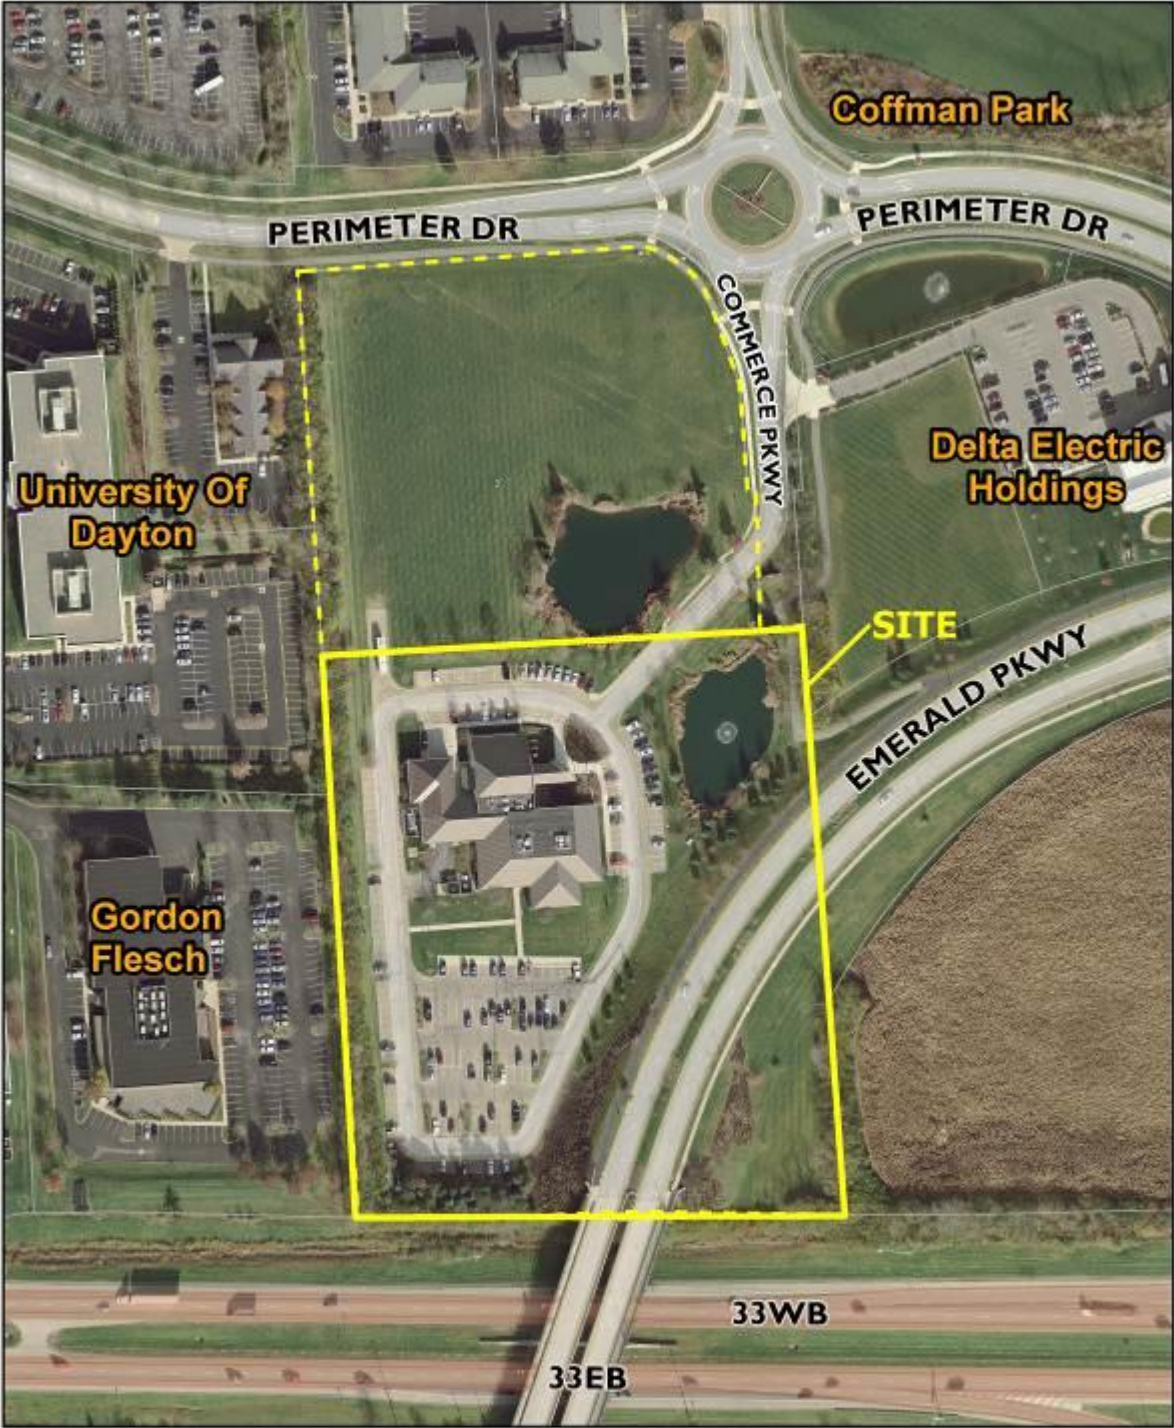 Coffman Park
PERIMETER DR
PERIMETER DR
COMMERCE PKWY
Delta Electric
Holdings
University Of
Dayton
SITE
EMERALD PKWY
Gordon
Flesch
33WB
33EB